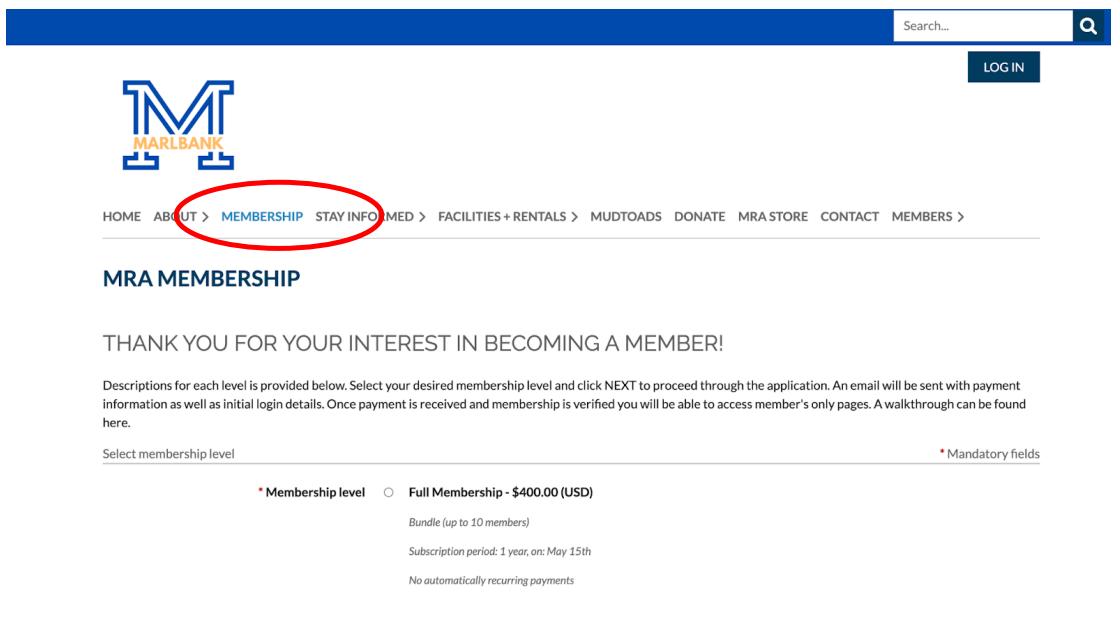 Search...
LOG IN
MARLBANK
HOME ABOUT > MEMBERSHIP STAY INFORMED > FACILITIES + RENTALS > MUDTOADS DONATE MRA STORE CONTACT MEMBERS >
MRA MEMBERSHIP
THANK YOU FOR YOUR INTEREST IN BECOMING A MEMBER!
Descriptions for each level is provided below. Select your desired membership level and click NEXT to proceed through the application. An email will be sent with payment
information as well as initial login details. Once payment is received and membership is verified you will be able to access member's only pages. A walkthrough can be found
here.
Select membership level * Mandatory fields
* Membership level Full Membership - $400.00 (USD)
Bundle (up to 10 members)
Subscription period: 1 year, on: May 15th
No automatically recurring payments